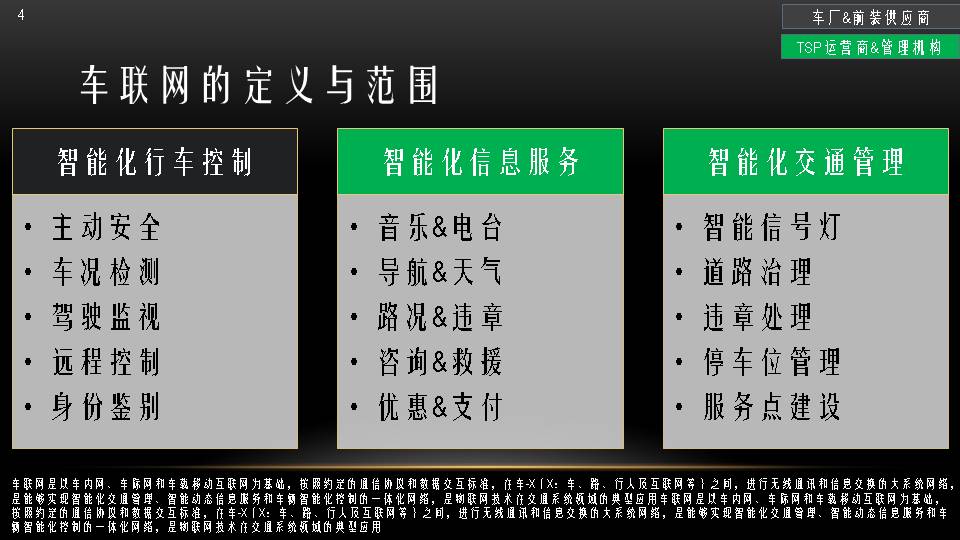 4
车厂&前装供应商
TSP运营商&管理机构
车联网的定义与范围
智能化行车控制
• 主动安全
• 车况检测
• 驾驶监视
• 远程控制
• 身份鉴别
智能化信息服务
• 音乐&电台
• 导航&天气
• 路况&违章
• 咨询&救援
• 优惠&支付
智能化交通管理
• 智能信号灯
• 道路治理
• 违章处理
• 停车位管理
• 服务点建设
车联网是以车内网、车际网和车载移动互联网为基础，按照约定的通信协议和数据交互标准，在车-X（X：车、路、行人及互联网等）之间，进行无线通讯和信息交换的大系统网络，
是能够实现智能化交通管理、智能动态信息服务和车辆智能化控制的一体化网络，是物联网技术在交通系统领域的典型应用车联网是以车内网、车际网和车载移动互联网为基础，
按照约定的通信协议和数据交互标准，在车-X（X：车、路、行人及互联网等）之间，进行无线通讯和信息交换的大系统网络，是能够实现智能化交通管理、智能动态信息服务和车
辆智能化控制的一体化网络，是物联网技术在交通系统领域的典型应用